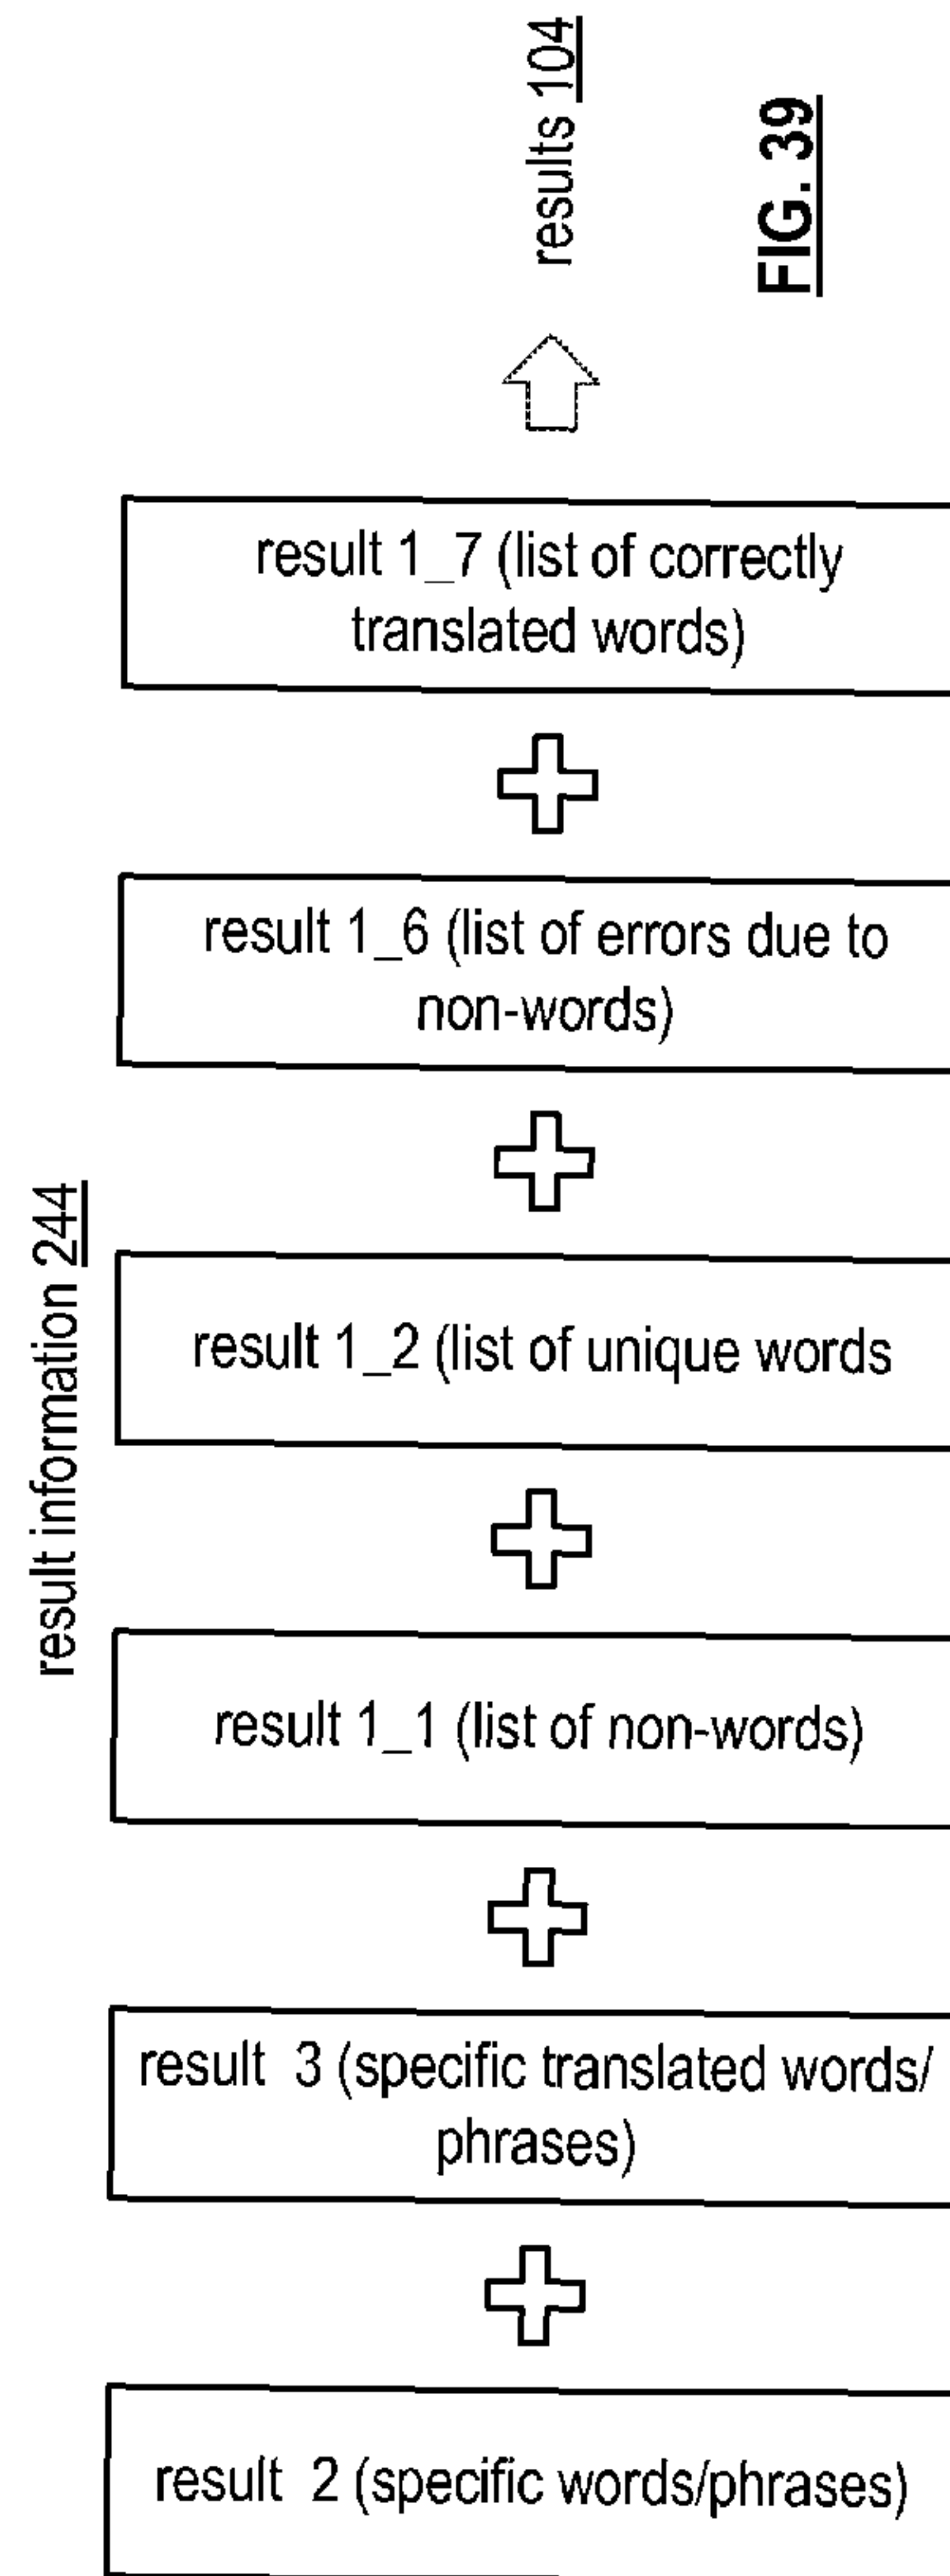 results 104
FIG. 39
result 1_7 (list of correctly
translated words)
result 1_6 (list of errors due to
non-words)
result information 244
result 1_2 (list of unique words
result 1_1 (list of non-words)
result 3 (specific translated words/
phrases)
result 2 (specific words/phrases)